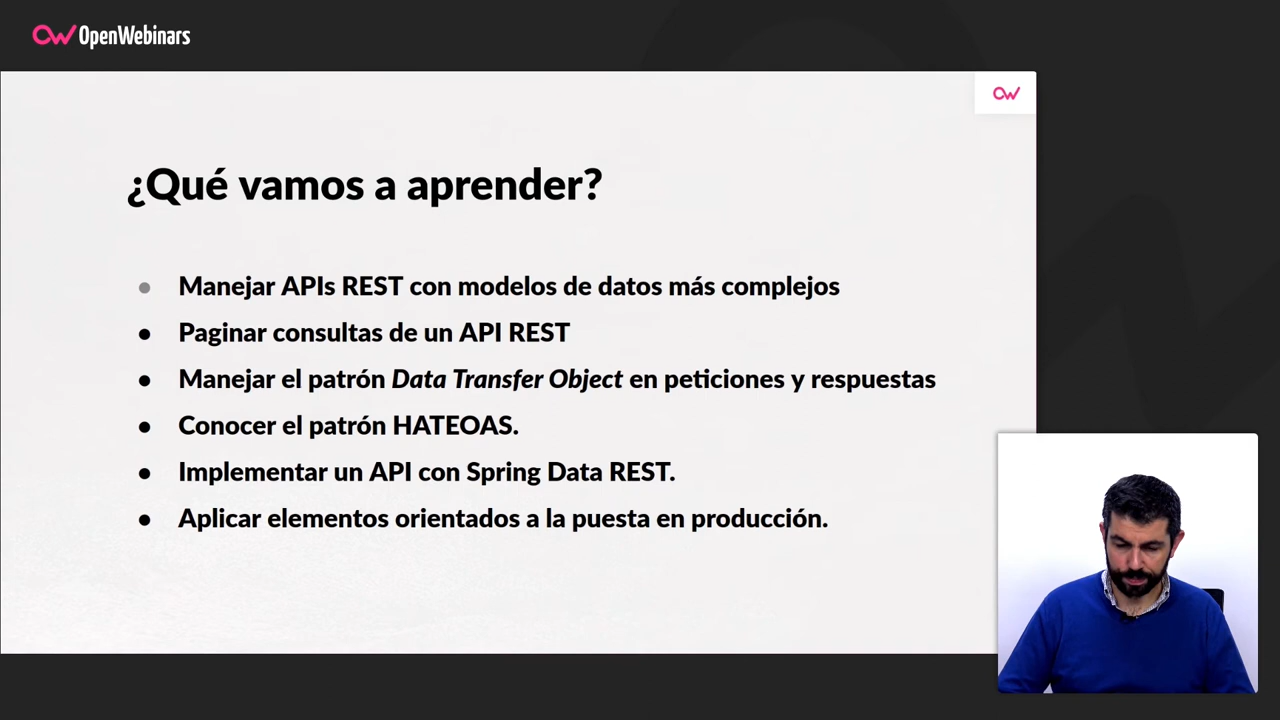 OpenWebinars
¿Qué vamos a aprender?
Manejar APIs REST con modelos de datos más complejos
Paginar consultas de un API REST
Manejar el patrón Data Transfer Object en peticiones y respuestas
Conocer el patrón HATEOAS.
Implementar un API con Spring Data REST.
Aplicar elementos orientados a la puesta en producción.